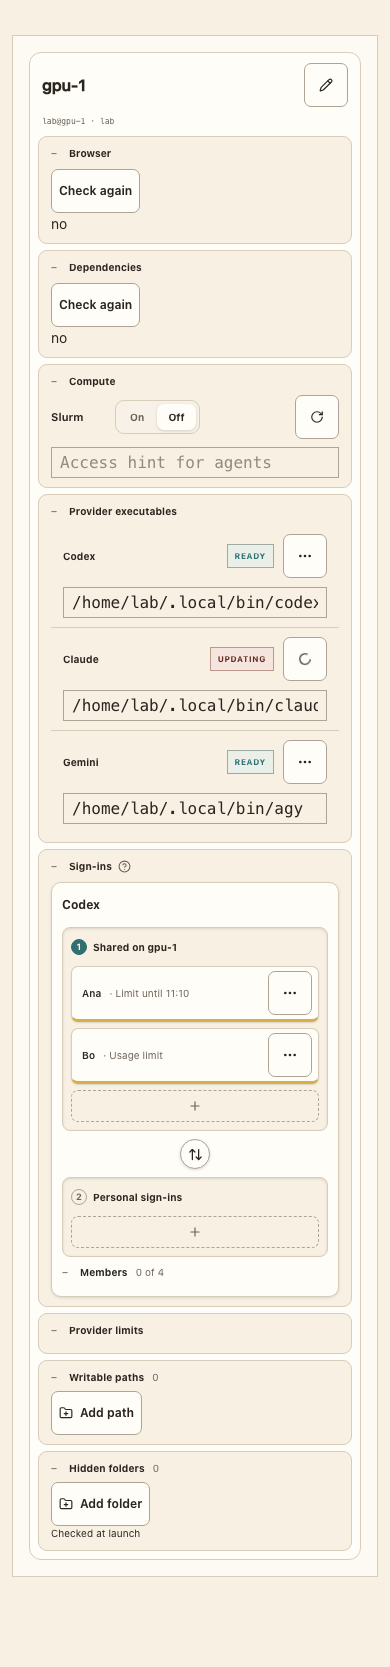 gpu-1
lab@gpu-1 · lab
– Browser
Check again
no
– Dependencies
Check again
no
– Compute
Slurm On Off
Access hint for agents
– Provider executables
Codex READY ...
/home/lab/.local/bin/codex
Claude UPDATING
/home/lab/.local/bin/claud
Gemini READY ...
/home/lab/.local/bin/agy
– Sign-ins ?
Codex
1 Shared on gpu-1
Ana · Limit until 11:10 ...
Bo · Usage limit ...
+
2 Personal sign-ins
+
– Members 0 of 4
– Provider limits
– Writable paths 0
Add path
– Hidden folders 0
Add folder
Checked at launch